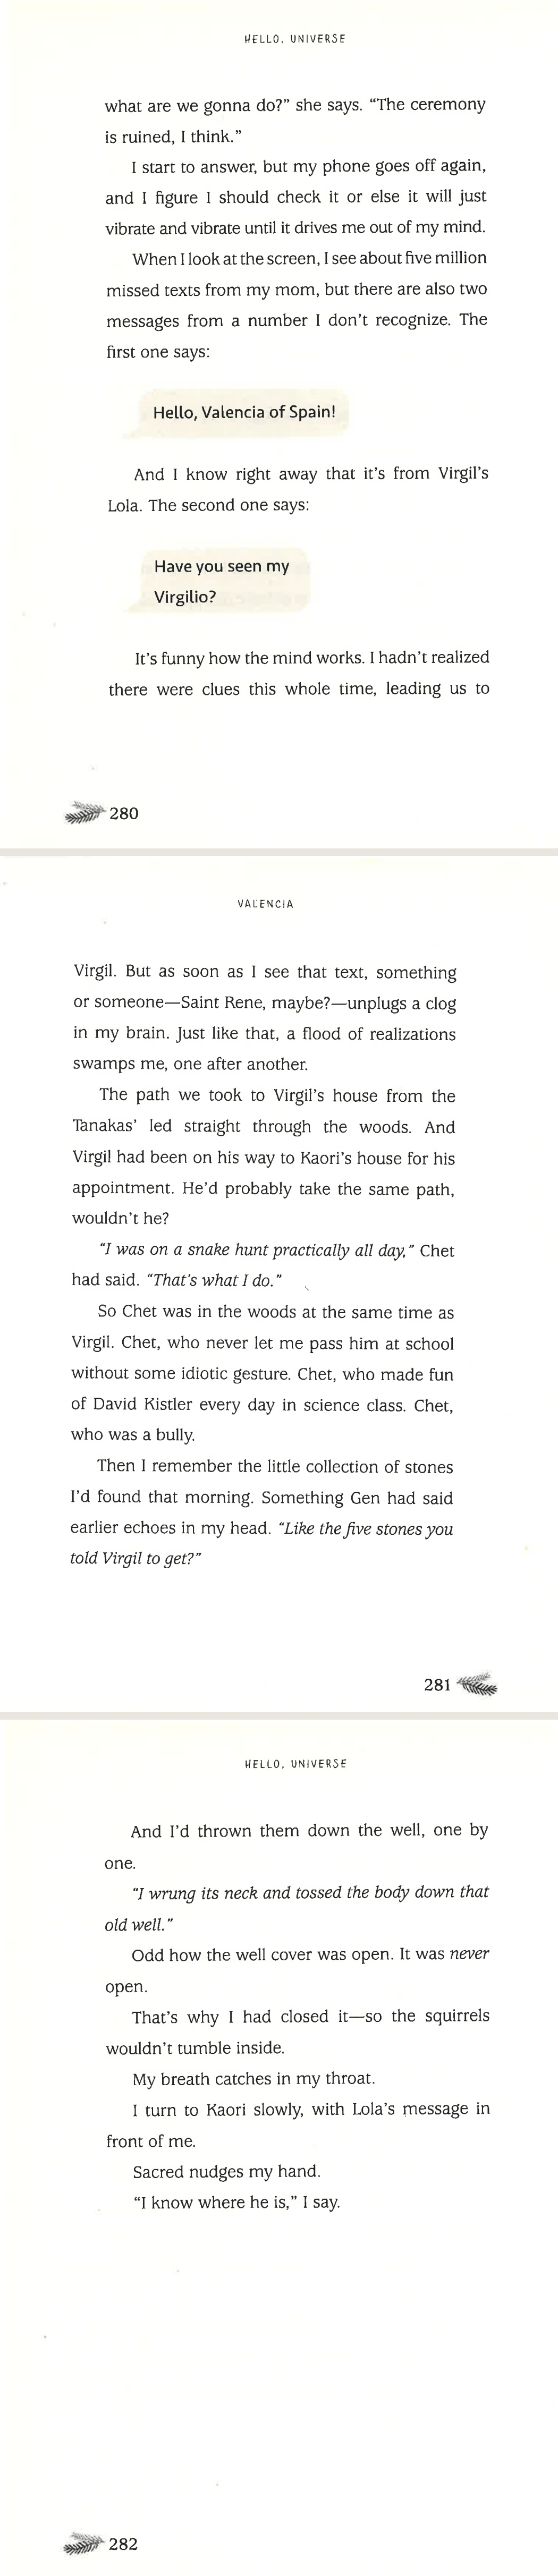 HELLO, UNIVERSE
what are we gonna do?” she says. “The ceremony
is ruined, I think.”
I start to answer, but my phone goes off again,
and I figure I should check it or else it will just
vibrate and vibrate until it drives me out of my mind.
When I look at the screen, I see about five million
missed texts from my mom, but there are also two
messages from a number I don’t recognize. The
first one says:
Hello, Valencia of Spain!
And I know right away that it’s from Virgil’s
Lola. The second one says:
Have you seen my
Virgilio?
It’s funny how the mind works. I hadn’t realized
there were clues this whole time, leading us to
280
VALENCIA
Virgil. But as soon as I see that text, something
or someone—Saint Rene, maybe?—unplugs a clog
in my brain. Just like that, a flood of realizations
swamps me, one after another.
The path we took to Virgil’s house from the
Tanakas’ led straight through the woods. And
Virgil had been on his way to Kaori’s house for his
appointment. He’d probably take the same path,
wouldn’t he?
“I was on a snake hunt practically all day,” Chet
had said. “That’s what I do.”
So Chet was in the woods at the same time as
Virgil. Chet, who never let me pass him at school
without some idiotic gesture. Chet, who made fun
of David Kistler every day in science class. Chet,
who was a bully.
Then I remember the little collection of stones
I’d found that morning. Something Gen had said
earlier echoes in my head. “Like the five stones you
told Virgil to get?”
281
HELLO, UNIVERSE
And I’d thrown them down the well, one by
one.
“I wrung its neck and tossed the body down that
old well.”
Odd how the well cover was open. It was never
open.
That’s why I had closed it—so the squirrels
wouldn’t tumble inside.
My breath catches in my throat.
I turn to Kaori slowly, with Lola’s message in
front of me.
Sacred nudges my hand.
“I know where he is,” I say.
282